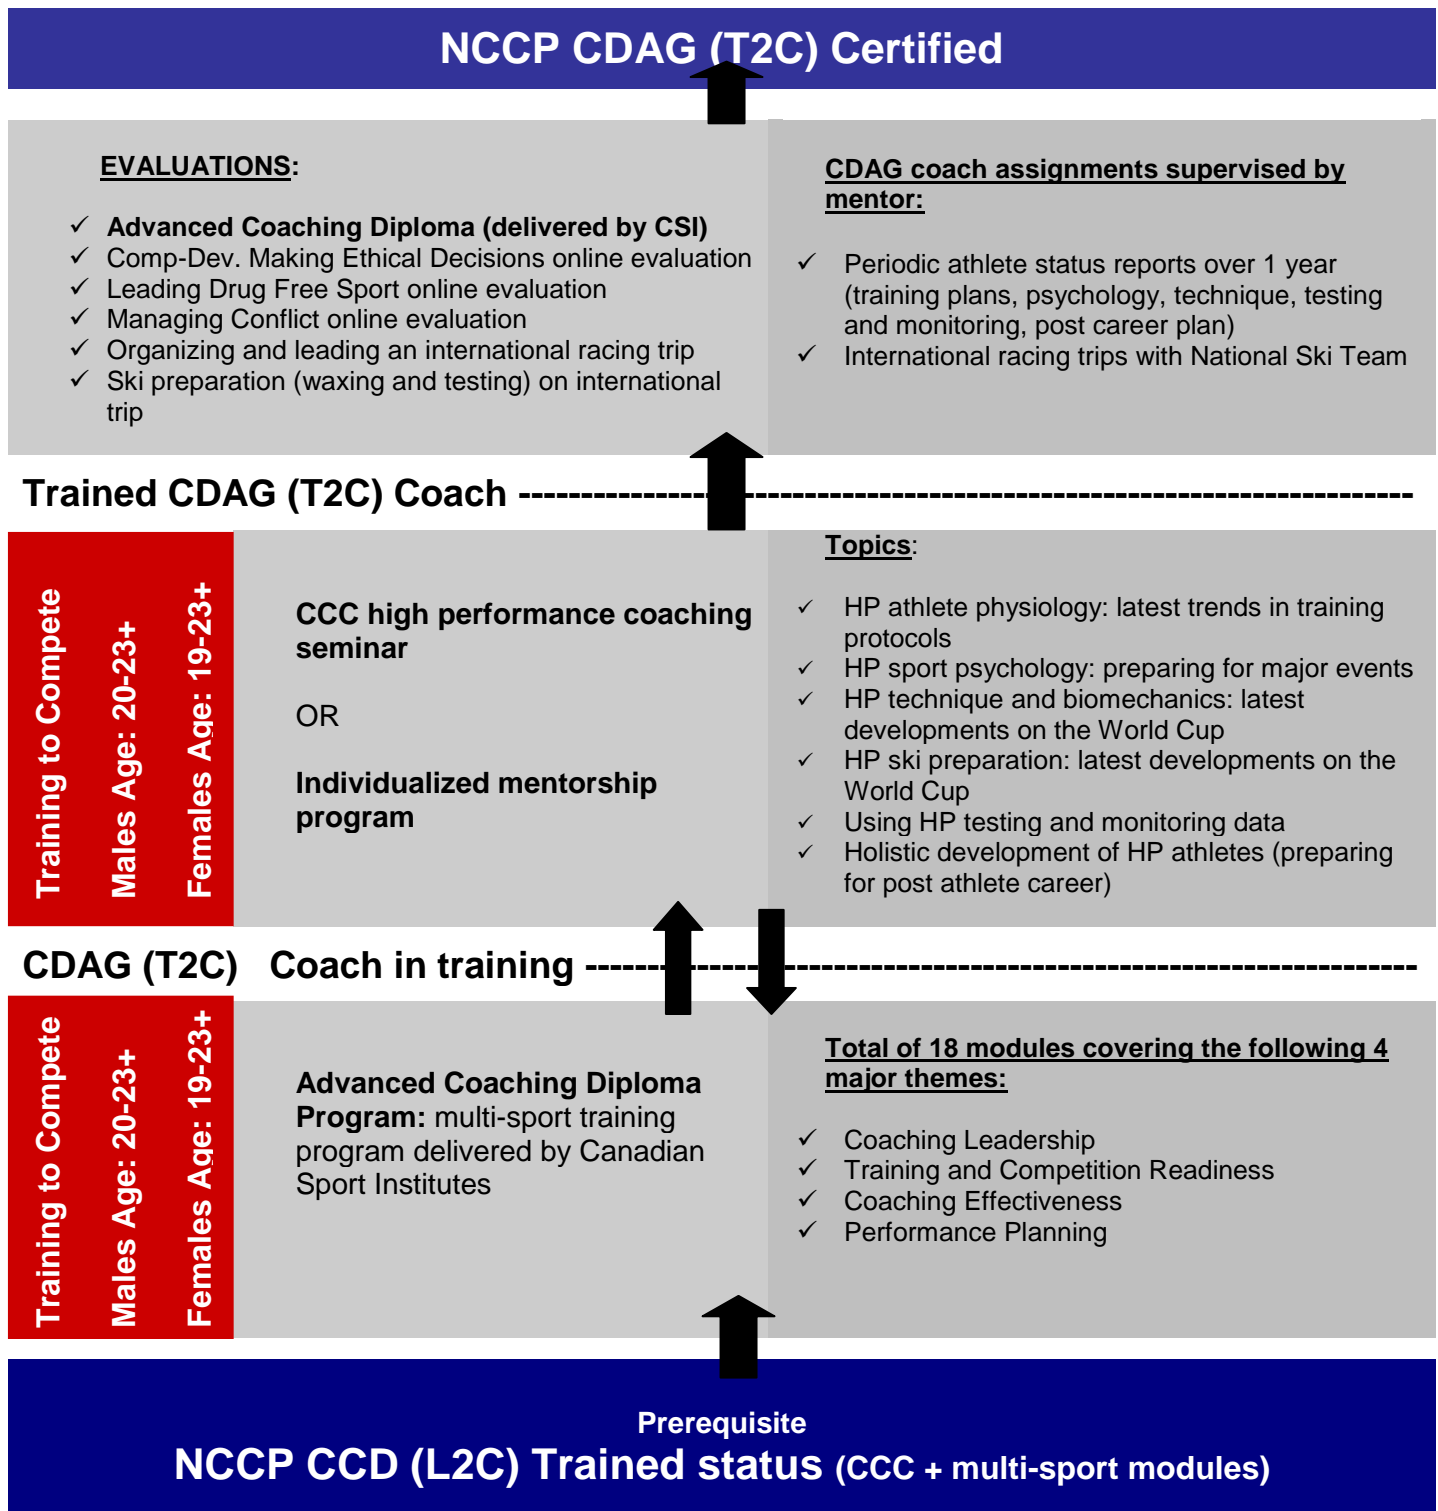 NCCP CDAG (T2C) Certified
EVALUATIONS:
✓ Advanced Coaching Diploma (delivered by CSI)
✓ Comp-Dev. Making Ethical Decisions online evaluation
✓ Leading Drug Free Sport online evaluation
✓ Managing Conflict online evaluation
✓ Organizing and leading an international racing trip
✓ Ski preparation (waxing and testing) on international
trip
CDAG coach assignments supervised by
mentor:
✓ Periodic athlete status reports over 1 year
(training plans, psychology, technique, testing
and monitoring, post career plan)
✓ International racing trips with National Ski Team
Trained CDAG (T2C) Coach
Training to Compete
Males Age: 20-23+
Females Age: 19-23+
CCC high performance coaching
seminar
OR
Individualized mentorship
program
Topics:
✓ HP athlete physiology: latest trends in training
protocols
✓ HP sport psychology: preparing for major events
✓ HP technique and biomechanics: latest
developments on the World Cup
✓ HP ski preparation: latest developments on the
World Cup
✓ Using HP testing and monitoring data
✓ Holistic development of HP athletes (preparing
for post athlete career)
CDAG (T2C) Coach in training
Training to Compete
Males Age: 20-23+
Females Age: 19-23+
Advanced Coaching Diploma
Program: multi-sport training
program delivered by Canadian
Sport Institutes
Total of 18 modules covering the following 4
major themes:
✓ Coaching Leadership
✓ Training and Competition Readiness
✓ Coaching Effectiveness
✓ Performance Planning
Prerequisite
NCCP CCD (L2C) Trained status (CCC + multi-sport modules)